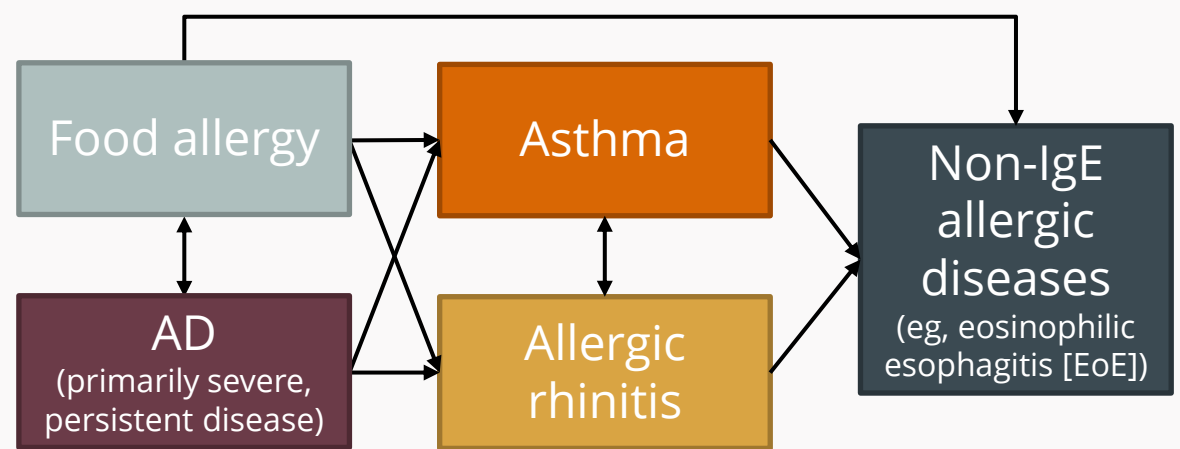 Food allergy
Asthma
Non-IgE
allergic
diseases
(eg, eosinophilic
esophagitis [EoE])
AD
(primarily severe,
persistent disease)
Allergic
rhinitis